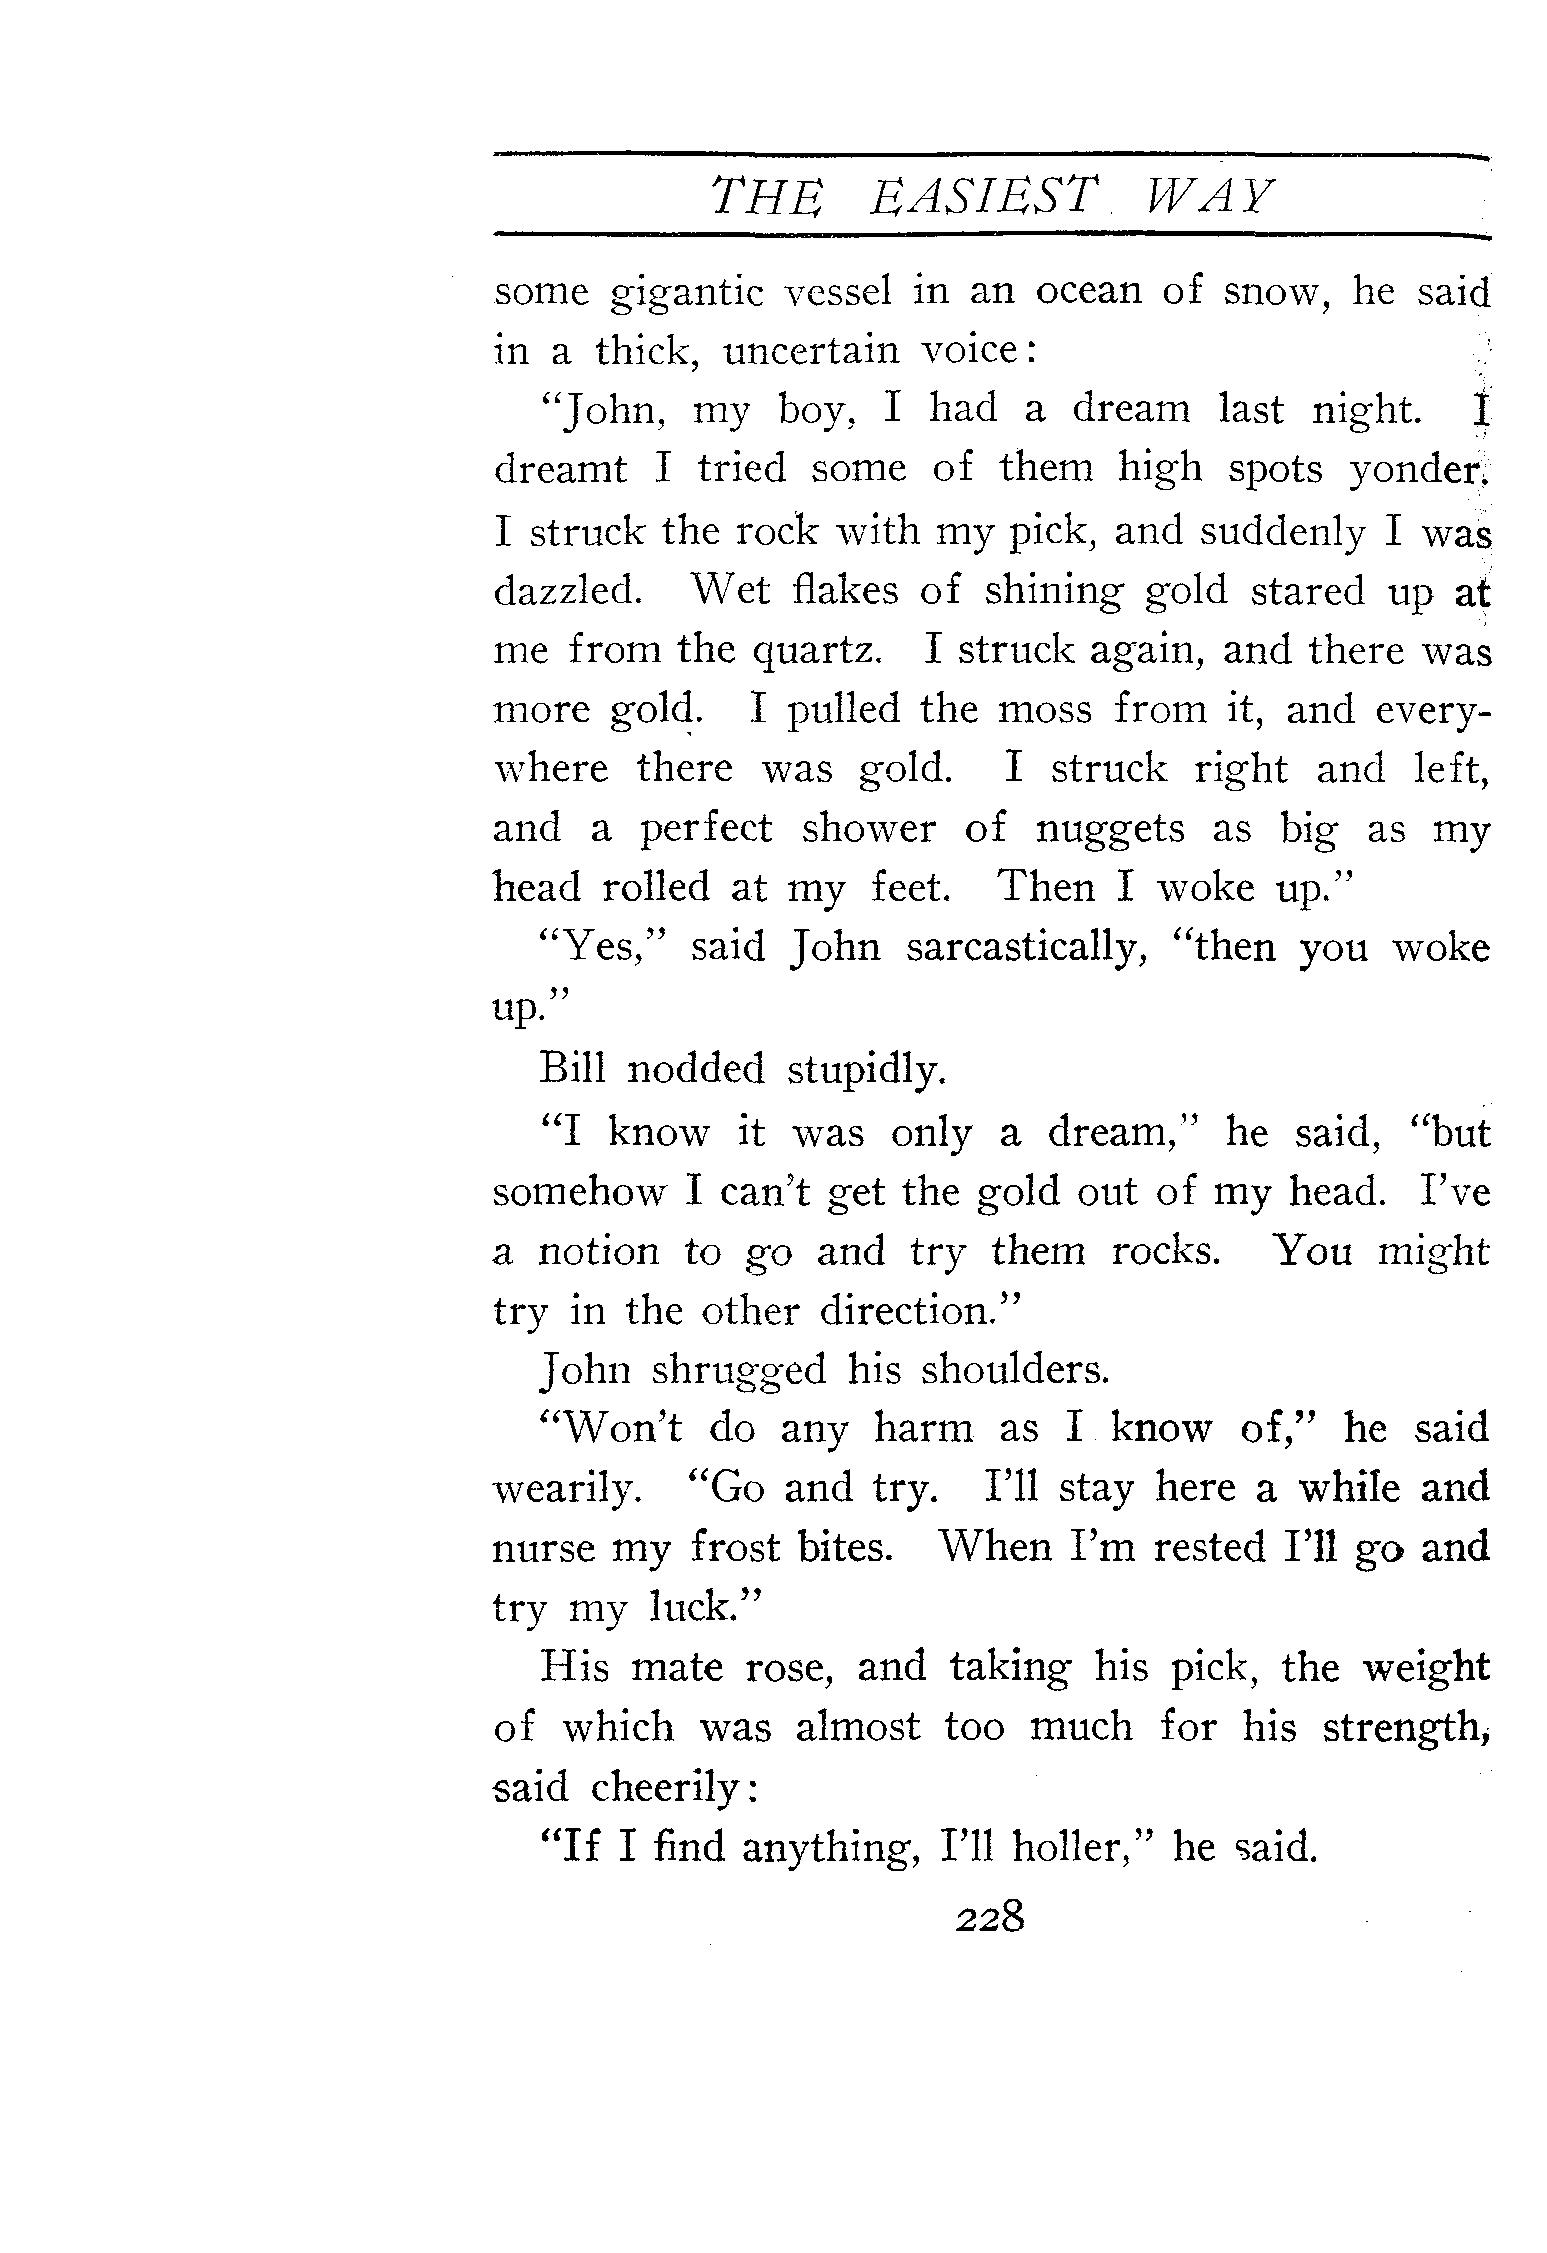 THE EASIEST WAY
some gigantic vessel in an ocean of snow, he said
in a thick, uncertain voice:
"John, my boy, I had a dream last night. I
dreamt I tried some of them high spots yonder.
I struck the rock with my pick, and suddenly I was
dazzled. Wet flakes of shining gold stared up at
me from the quartz. I struck again, and there was
more gold. I pulled the moss from it, and every-
where there was gold. I struck right and left,
and a perfect shower of nuggets as big as my
head rolled at my feet. Then I woke up."
"Yes," said John sarcastically, "then you woke
up."
Bill nodded stupidly.
"I know it was only a dream," he said, "but
somehow I can't get the gold out of my head. I've
a notion to go and try them rocks. You might
try in the other direction."
John shrugged his shoulders.
"Won't do any harm as I know of," he said
wearily. "Go and try. I'll stay here a while and
nurse my frost bites. When I'm rested I'll go and
try my luck."
His mate rose, and taking his pick, the weight
of which was almost too much for his strength,
said cheerily:
"If I find anything, I'll holler," he said.
228